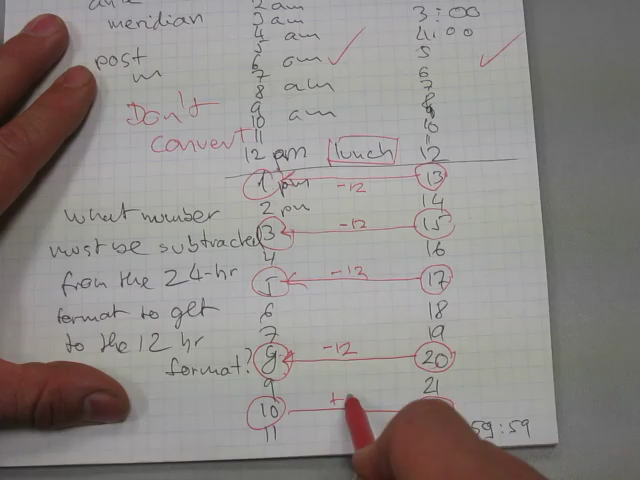 2 am
meridian 3 am 3:00
4 am 4:00
post 5 5
m 6 am 6
7 7
8 am 8
Don't 9 9
convert 10 am 10
11 11
12 pm lunch 12
1 pm -12 13
2 pm 14
what number 3 -12 15
must be subtracted 4 16
from the 24-hr 5 -12 17
format to get 6 18
to the 12 hr 7 19
format? 8 -12 20
9 21
10 +
11 59:59